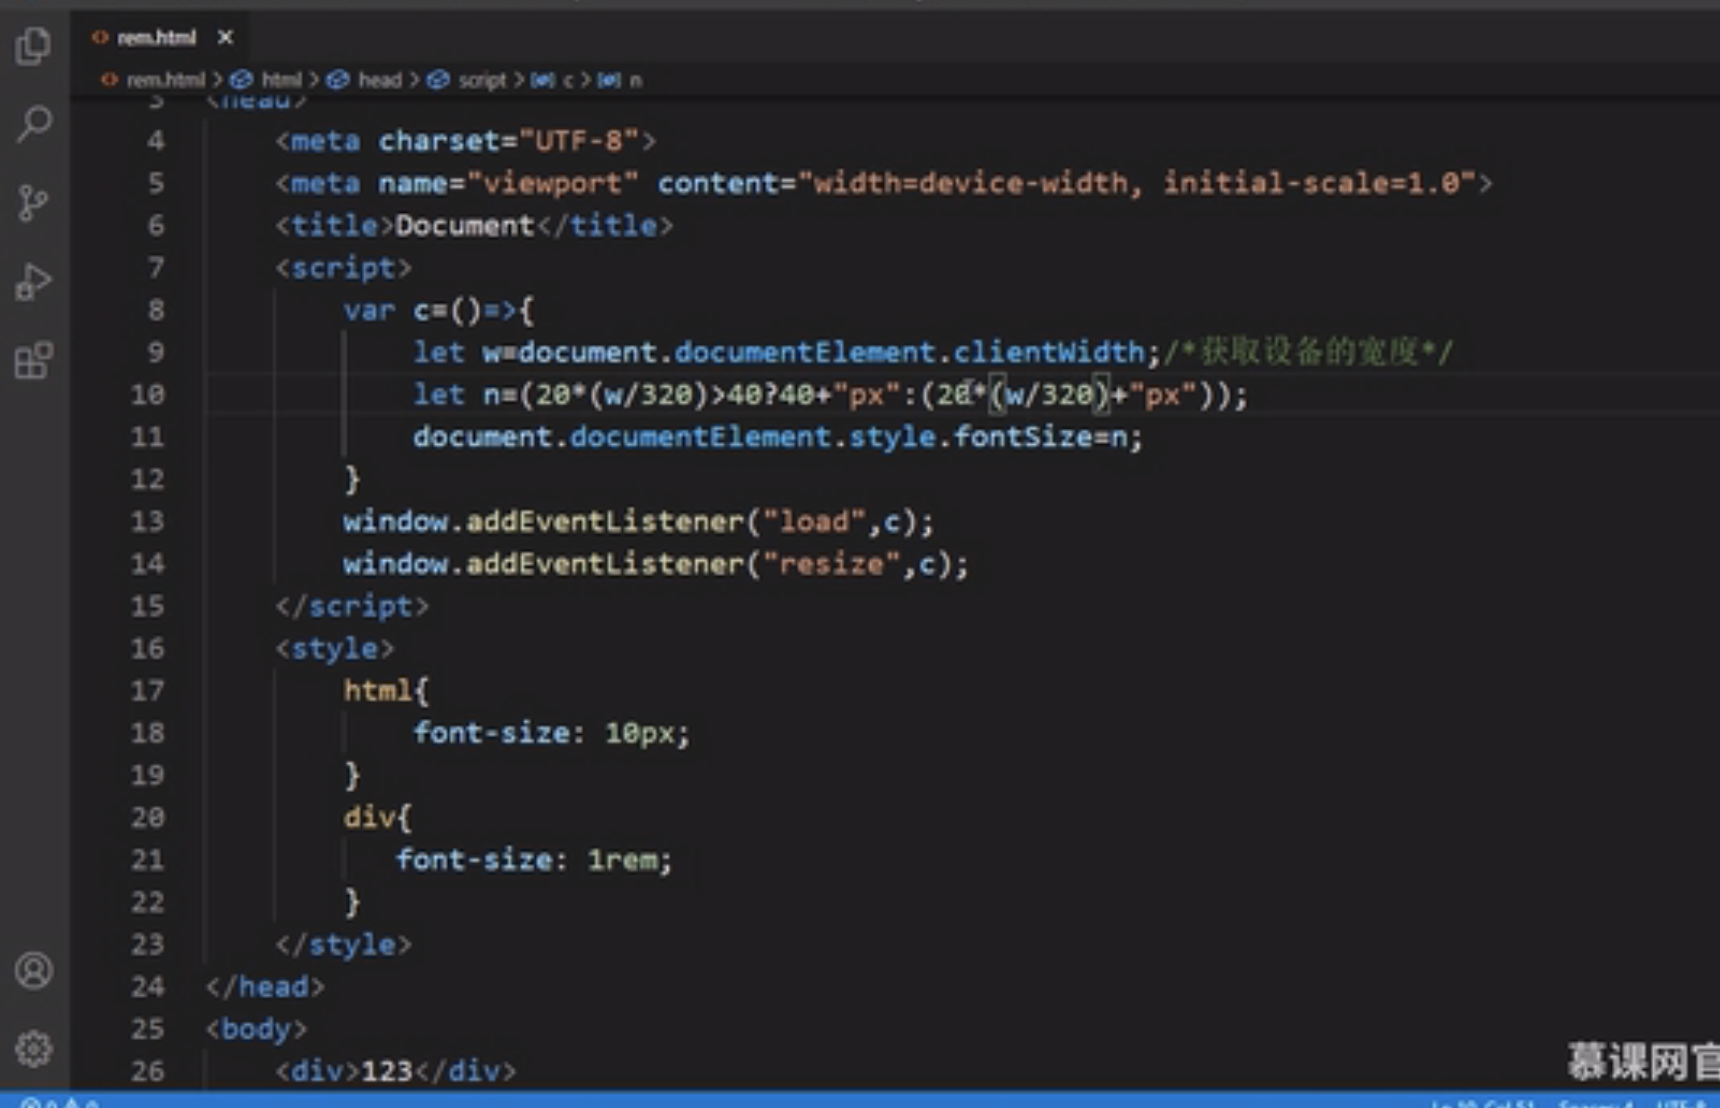 rem.html ×
rem.html > html > head > script > c > n
3 <head>
4 <meta charset="UTF-8">
5 <meta name="viewport" content="width=device-width, initial-scale=1.0">
6 <title>Document</title>
7 <script>
8 var c=()=>{
9 let w=document.documentElement.clientWidth;/*获取设备的宽度*/
10 let n=(20*(w/320)>40?40+"px":(20*(w/320)+"px"));
11 document.documentElement.style.fontSize=n;
12 }
13 window.addEventListener("load",c);
14 window.addEventListener("resize",c);
15 </script>
16 <style>
17 html{
18 font-size: 10px;
19 }
20 div{
21 font-size: 1rem;
22 }
23 </style>
24 </head>
25 <body>
26 <div>123</div>
慕课网官